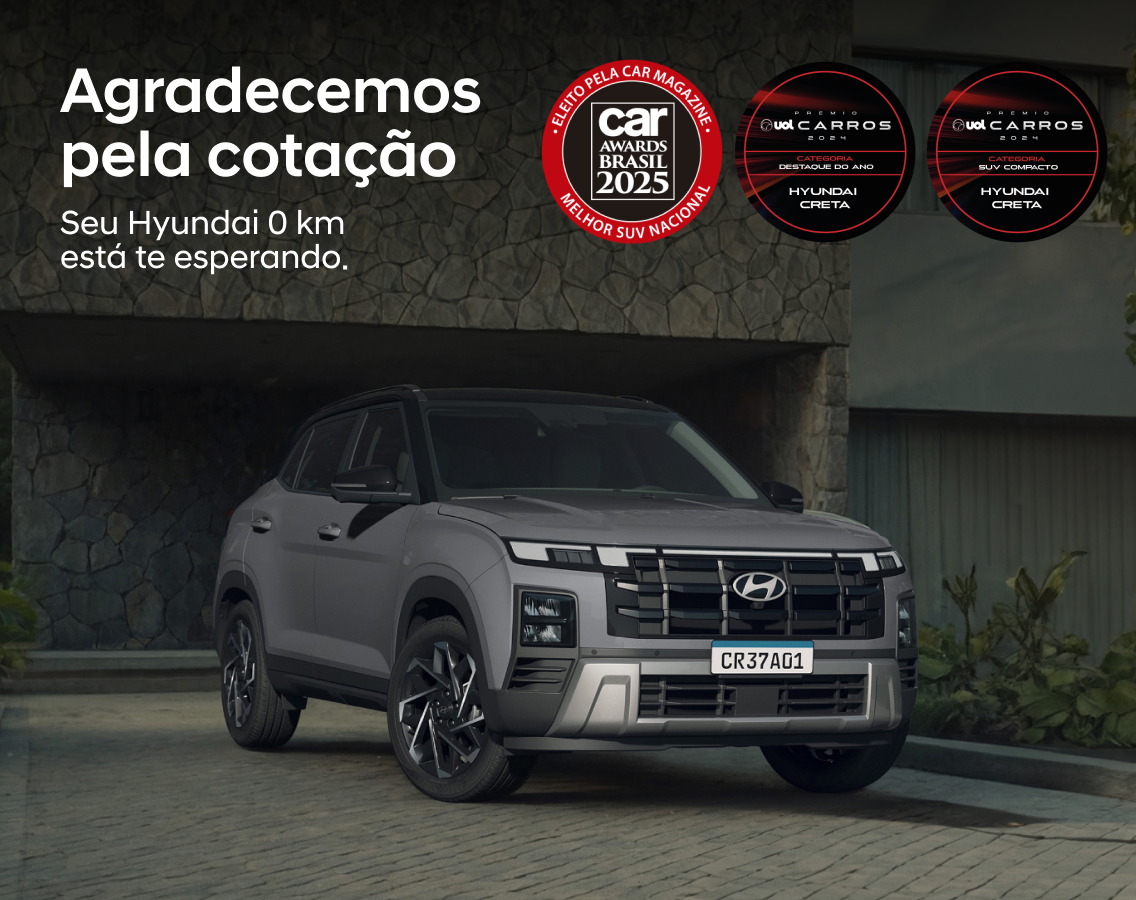 Agradecemos
pela cotação
Seu Hyundai 0 km
está te esperando.
• ELEITO PELA CAR MAGAZINE •
car
AWARDS
BRASIL
2025
MELHOR SUV NACIONAL
PRÊMIO
uol CARROS
2024
CATEGORIA
DESTAQUE DO ANO
HYUNDAI
CRETA
PRÊMIO
uol CARROS
2024
CATEGORIA
SUV COMPACTO
HYUNDAI
CRETA
CR37A01